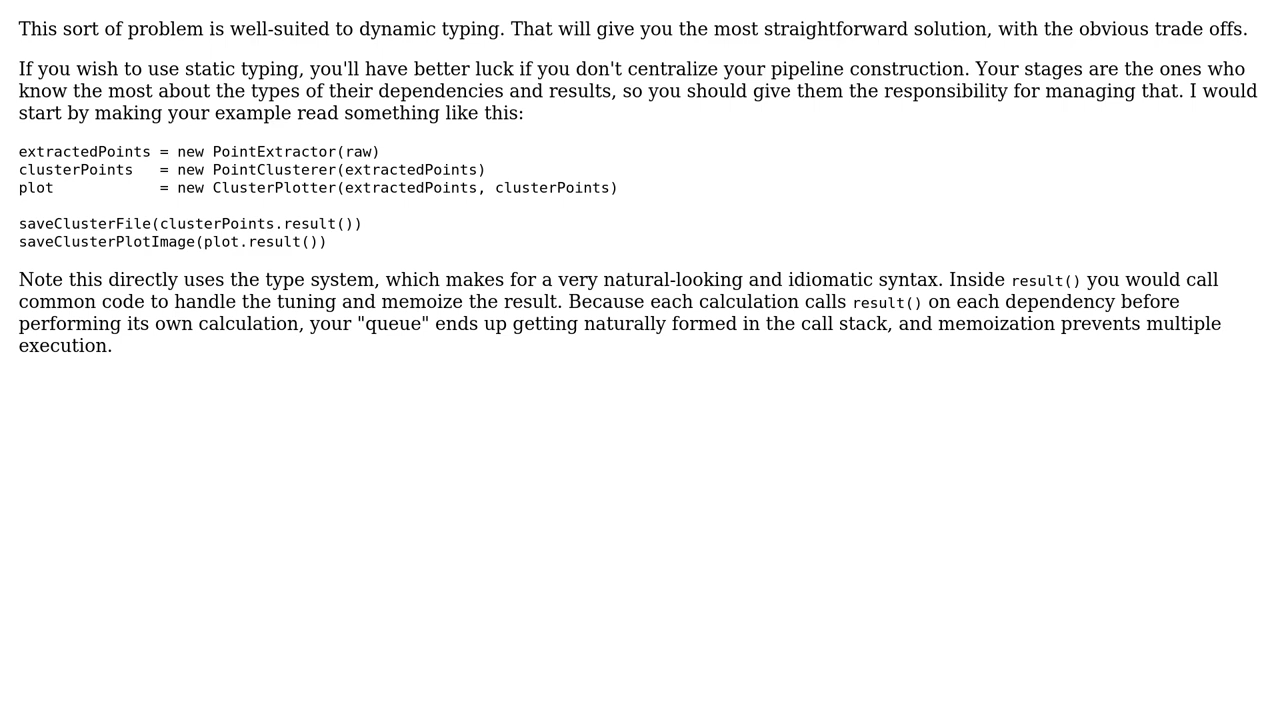 This sort of problem is well-suited to dynamic typing. That will give you the most straightforward solution, with the obvious trade offs.
If you wish to use static typing, you'll have better luck if you don't centralize your pipeline construction. Your stages are the ones who
know the most about the types of their dependencies and results, so you should give them the responsibility for managing that. I would
start by making your example read something like this:
extractedPoints = new PointExtractor(raw)
clusterPoints   = new PointClusterer(extractedPoints)
plot            = new ClusterPlotter(extractedPoints, clusterPoints)
saveClusterFile(clusterPoints.result())
saveClusterPlotImage(plot.result())
Note this directly uses the type system, which makes for a very natural-looking and idiomatic syntax. Inside result() you would call
common code to handle the tuning and memoize the result. Because each calculation calls result() on each dependency before
performing its own calculation, your "queue" ends up getting naturally formed in the call stack, and memoization prevents multiple
execution.